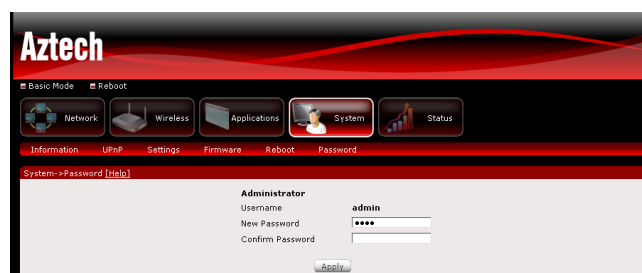 Aztech
Basic Mode Reboot
Network Wireless Applications System Status
Information UPnP Settings Firmware Reboot Password
System->Password [Help]
Administrator
Username admin
New Password ••••
Confirm Password
Apply